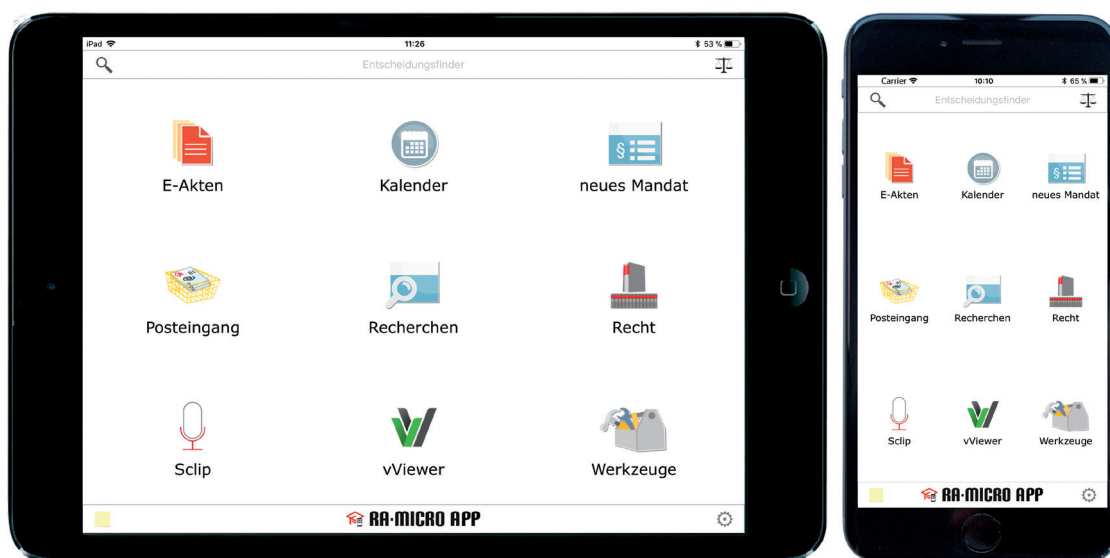 iPad 11:26 53 %
Entscheidungsfinder
E-Akten Kalender neues Mandat
§
Posteingang Recherchen Recht
Sclip vViewer Werkzeuge
RA-MICRO APP
Carrier 10:10 65 %
Entscheidungsfinder
E-Akten Kalender neues Mandat
§
Posteingang Recherchen Recht
Sclip vViewer Werkzeuge
RA-MICRO APP